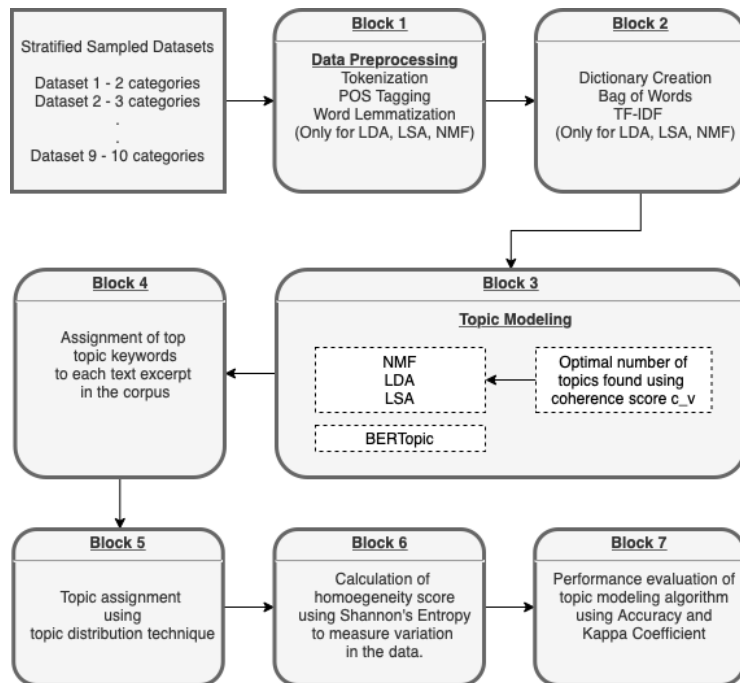 Stratified Sampled Datasets
Dataset 1 - 2 categories
Dataset 2 - 3 categories
.
.
Dataset 9 - 10 categories
Block 1
Data Preprocessing
Tokenization
POS Tagging
Word Lemmatization
(Only for LDA, LSA, NMF)
Block 2
Dictionary Creation
Bag of Words
TF-IDF
(Only for LDA, LSA, NMF)
Block 3
Topic Modeling
NMF
LDA
LSA
Optimal number of
topics found using
coherence score c_v
BERTopic
Block 4
Assignment of top
topic keywords
to each text excerpt
in the corpus
Block 5
Topic assignment
using
topic distribution technique
Block 6
Calculation of
homoegeneity score
using Shannon's Entropy
to measure variation
in the data.
Block 7
Performance evaluation of
topic modeling algorithm
using Accuracy and
Kappa Coefficient